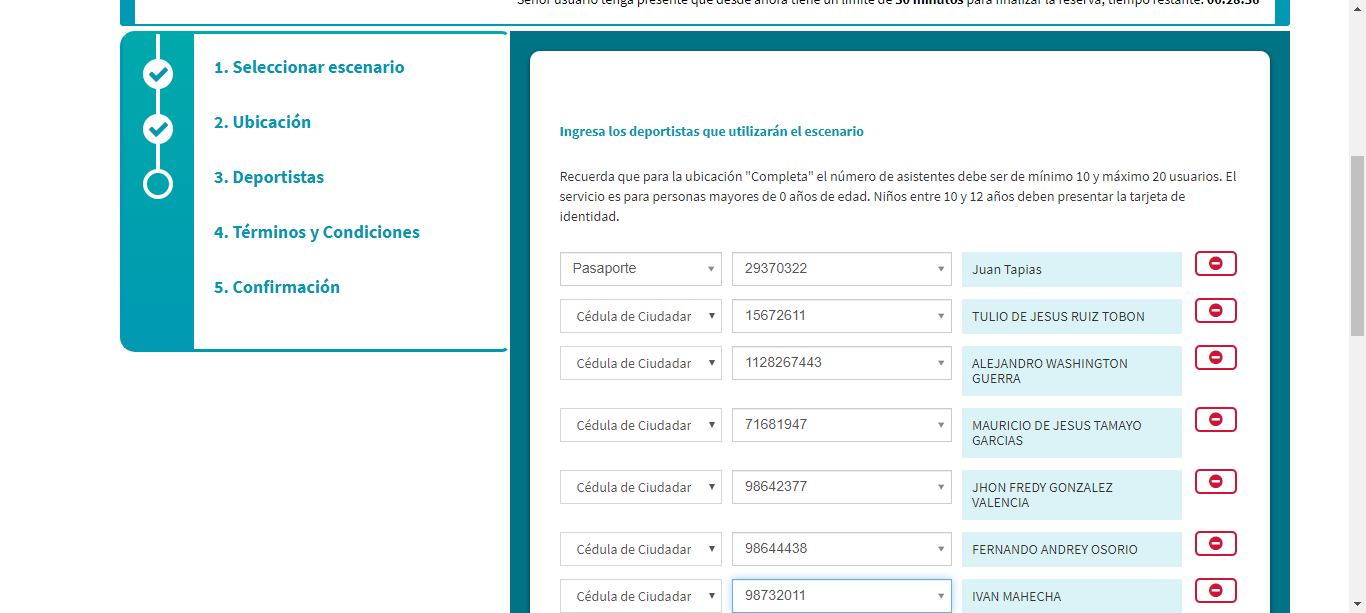 Señor usuario tenga presente que desde ahora tiene un límite de 30 minutos para finalizar la reserva, tiempo restante: 00:28:36
1. Seleccionar escenario
2. Ubicación
3. Deportistas
4. Términos y Condiciones
5. Confirmación
Ingresa los deportistas que utilizarán el escenario
Recuerda que para la ubicación "Completa" el número de asistentes debe ser de mínimo 10 y máximo 20 usuarios. El
servicio es para personas mayores de 0 años de edad. Niños entre 10 y 12 años deben presentar la tarjeta de
identidad.
Pasaporte 29370322 Juan Tapias
Cédula de Ciudadar 15672611 TULIO DE JESUS RUIZ TOBON
Cédula de Ciudadar 1128267443 ALEJANDRO WASHINGTON
GUERRA
Cédula de Ciudadar 71681947 MAURICIO DE JESUS TAMAYO
GARCIAS
Cédula de Ciudadar 98642377 JHON FREDY GONZALEZ
VALENCIA
Cédula de Ciudadar 98644438 FERNANDO ANDREY OSORIO
Cédula de Ciudadar 98732011 IVAN MAHECHA